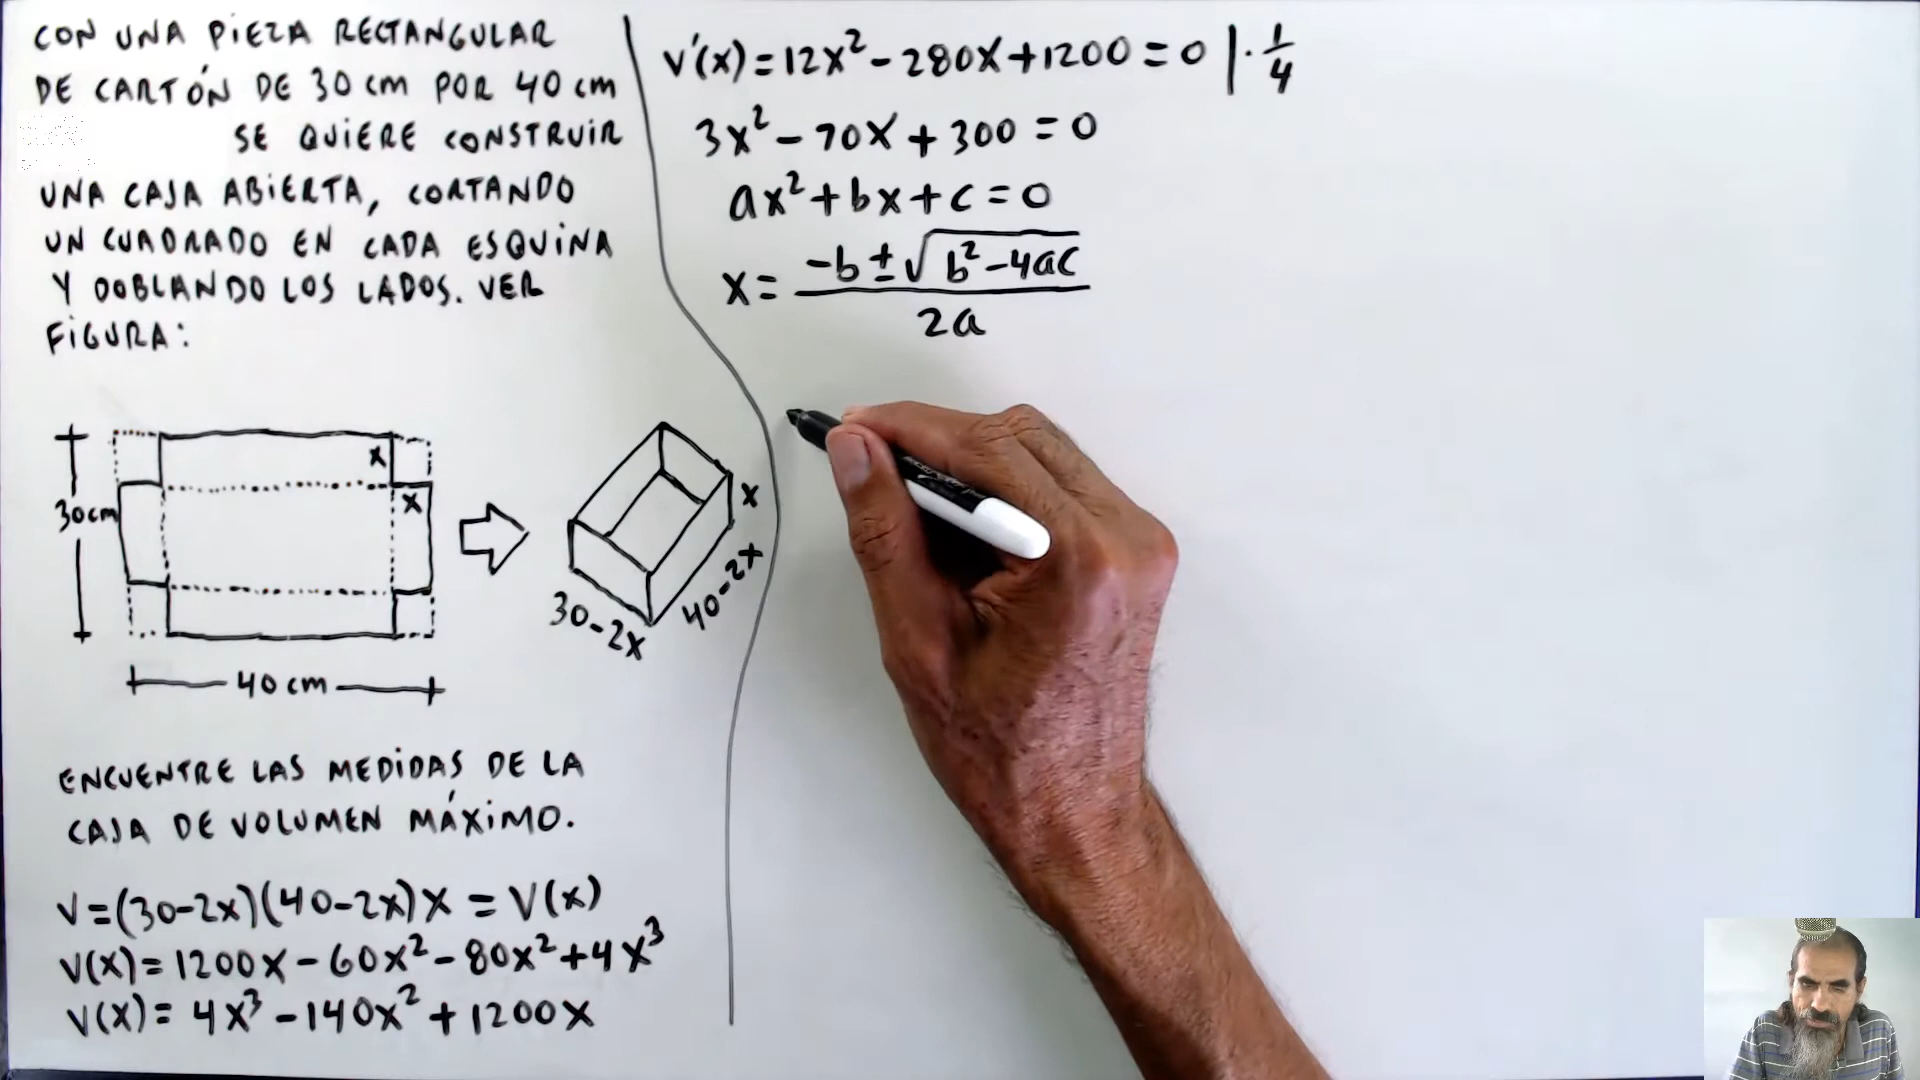 CON UNA PIEZA RECTANGULAR
DE CARTÓN DE 30 cm POR 40 cm
SE QUIERE CONSTRUIR
UNA CAJA ABIERTA, CORTANDO
UN CUADRADO EN CADA ESQUINA
Y DOBLANDO LOS LADOS. VER
FIGURA:
x
x
30cm
40 cm
x
40-2x
30-2x
ENCUENTRE LAS MEDIDAS DE LA
CAJA DE VOLUMEN MÁXIMO.
V=(30-2x)(40-2x)x = V(x)
V(x)=1200x-60x²-80x²+4x³
V(x)=4x³-140x²+1200x
V'(x)=12x²-280x+1200=0 |·1/4
3x²-70x+300=0
ax²+bx+c=0
x= -b±√b²-4ac / 2a